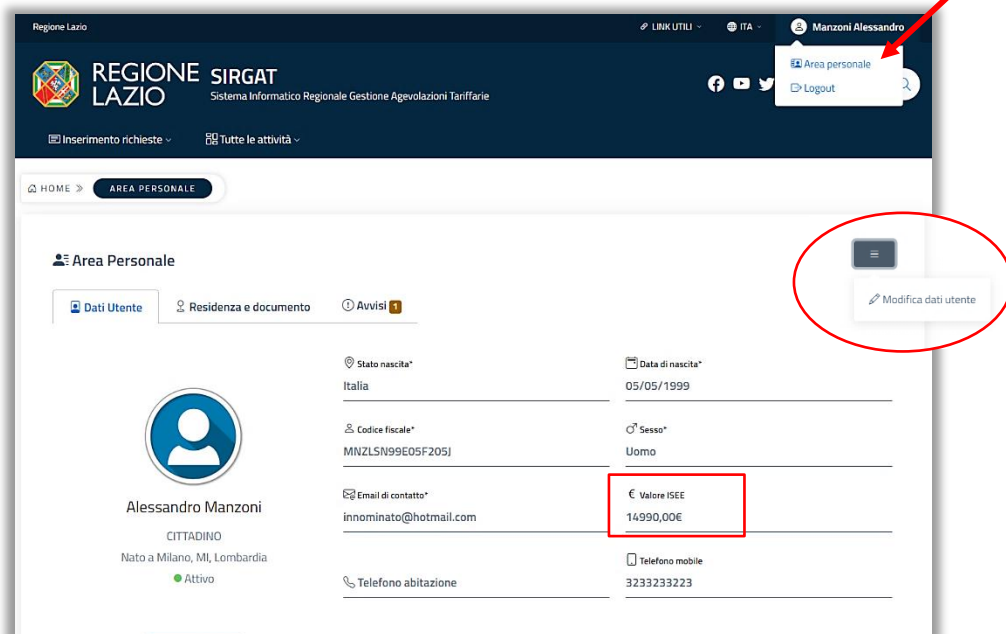 Regione Lazio
LINK UTILI
ITA
Manzoni Alessandro
Area personale
Logout
REGIONE LAZIO
SIRGAT
Sistema Informatico Regionale Gestione Agevolazioni Tariffarie
Inserimento richieste
Tutte le attività
HOME » AREA PERSONALE
Area Personale
Modifica dati utente
Dati Utente
Residenza e documento
Avvisi 1
Stato nascita*
Italia
Data di nascita*
05/05/1999
Codice fiscale*
MNZLSN99E05F205J
Sesso*
Uomo
Email di contatto*
innominato@hotmail.com
€ Valore ISEE
14990,00€
Telefono abitazione
Telefono mobile
3233233223
Alessandro Manzoni
CITTADINO
Nato a Milano, MI, Lombardia
Attivo